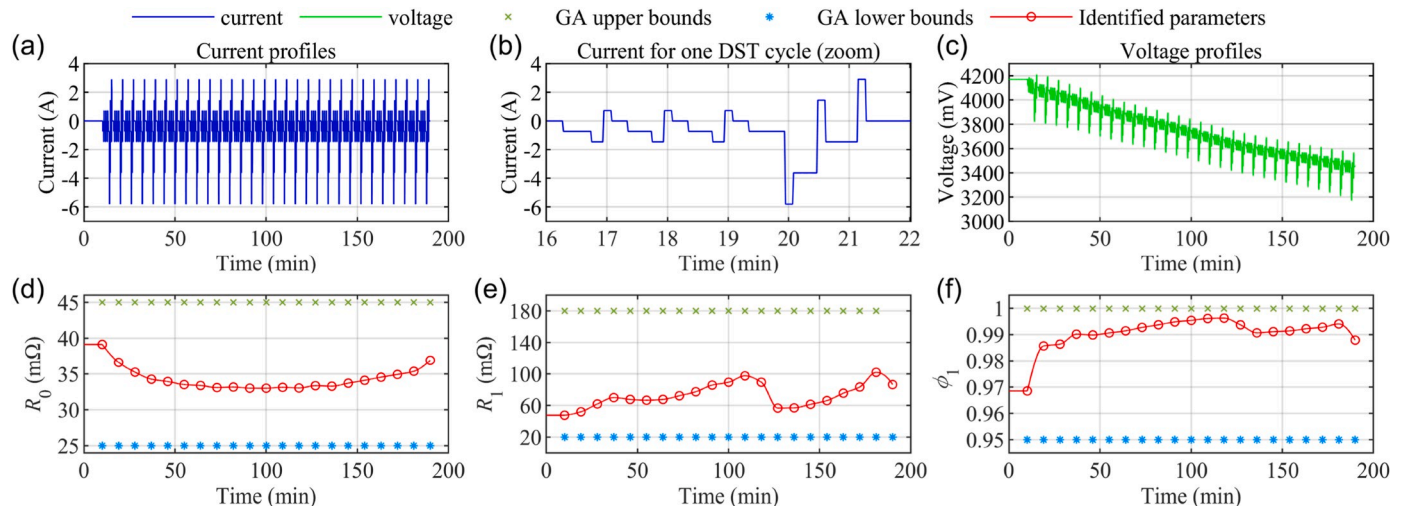 current voltage GA upper bounds GA lower bounds Identified parameters
(a) Current profiles
4
2
0
-2
-4
-6
Current (A)
0 50 100 150 200
Time (min)
(b) Current for one DST cycle (zoom)
4
2
0
-2
-4
-6
Current (A)
16 17 18 19 20 21 22
Time (min)
(c) Voltage profiles
4200
4000
3800
3600
3400
3200
3000
Voltage (mV)
50 100 150 200
Time (min)
(d)
45
40
35
30
25
R0 (mΩ)
0 50 100 150 200
Time (min)
(e)
180
140
100
60
20
R1 (mΩ)
0 50 100 150 200
Time (min)
(f)
1
0.99
0.98
0.97
0.96
0.95
ϕ1
0 50 100 150 200
Time (min)